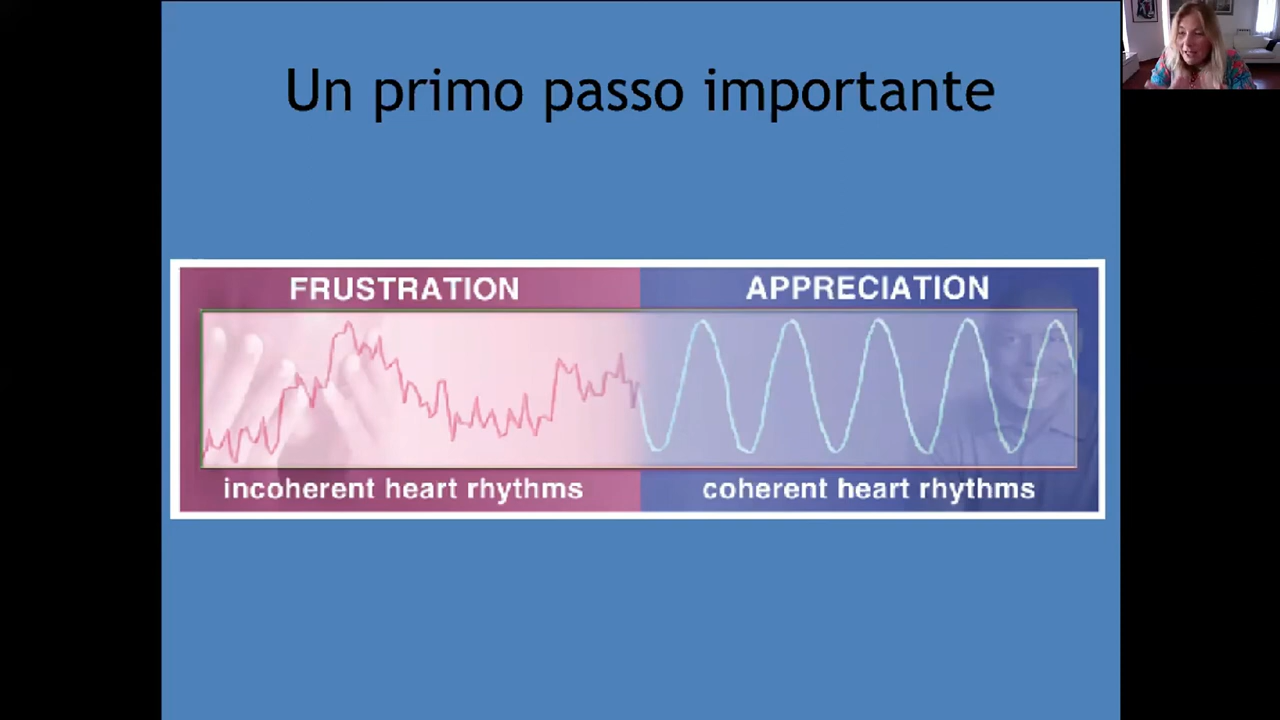 Un primo passo importante
FRUSTRATION
APPRECIATION
incoherent heart rhythms
coherent heart rhythms